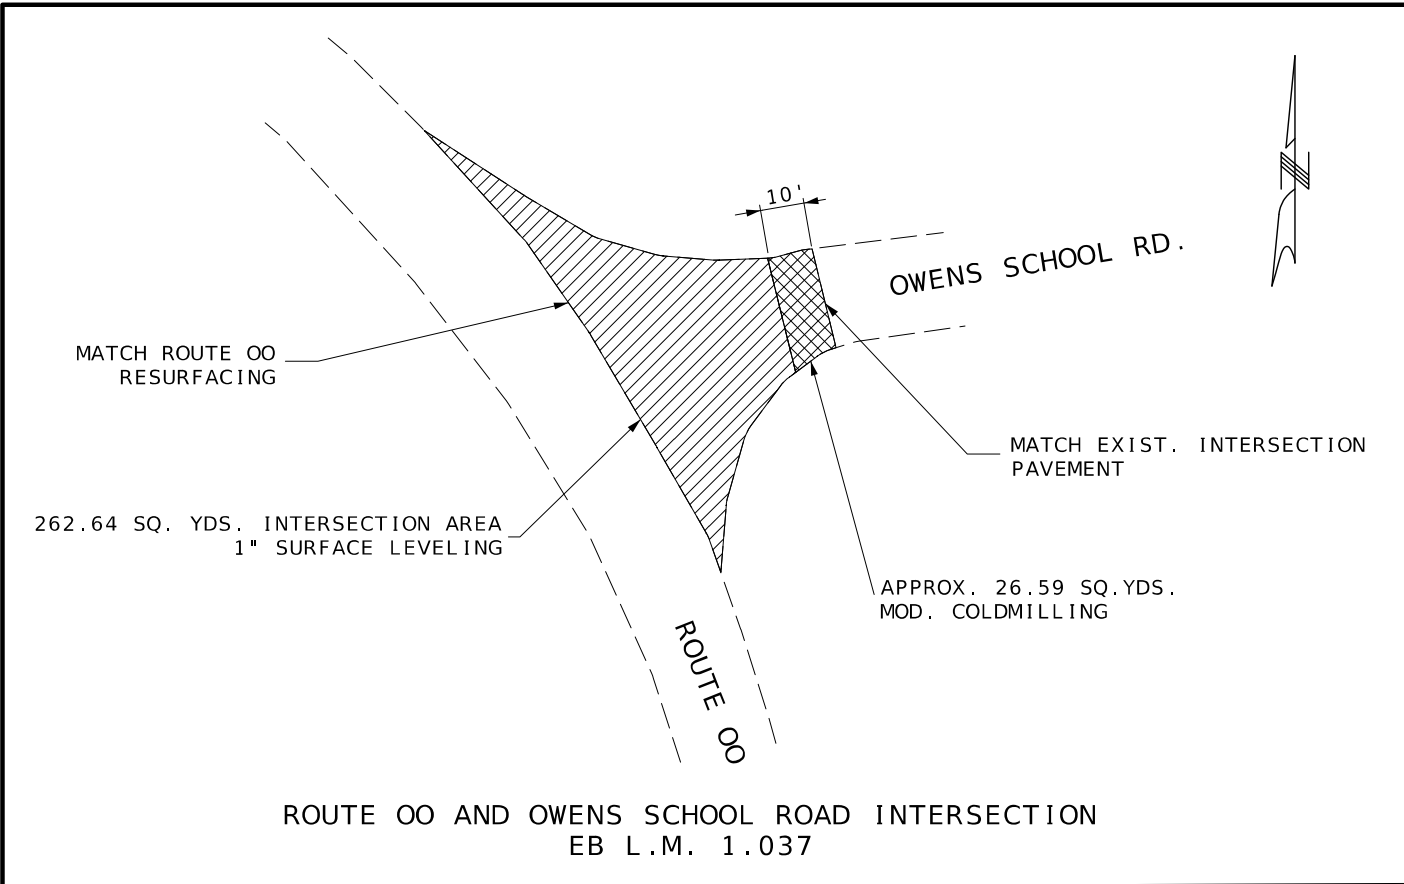 10'
OWENS SCHOOL RD.
MATCH ROUTE OO
RESURFACING
MATCH EXIST. INTERSECTION
PAVEMENT
262.64 SQ. YDS. INTERSECTION AREA
1" SURFACE LEVELING
APPROX. 26.59 SQ.YDS.
MOD. COLDMILLING
ROUTE OO
ROUTE OO AND OWENS SCHOOL ROAD INTERSECTION
EB L.M. 1.037
N